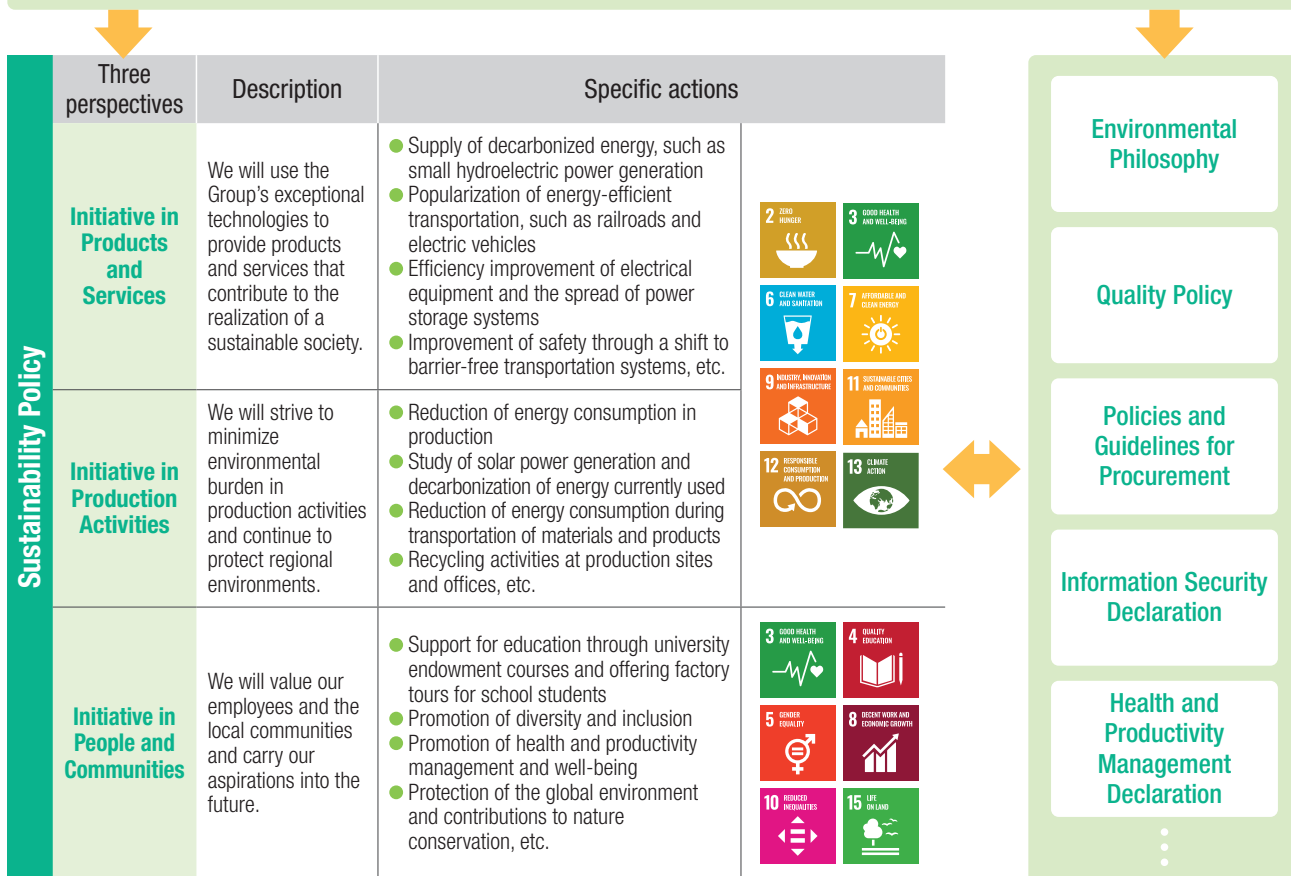 Three
perspectives
Description
Specific actions
Sustainability Policy
Initiative in
Products
and
Services
We will use the
Group's exceptional
technologies to
provide products
and services that
contribute to the
realization of a
sustainable society.
● Supply of decarbonized energy, such as
small hydroelectric power generation
● Popularization of energy-efficient
transportation, such as railroads and
electric vehicles
● Efficiency improvement of electrical
equipment and the spread of power
storage systems
● Improvement of safety through a shift to
barrier-free transportation systems, etc.
Initiative in
Production
Activities
We will strive to
minimize
environmental
burden in
production activities
and continue to
protect regional
environments.
● Reduction of energy consumption in
production
● Study of solar power generation and
decarbonization of energy currently used
● Reduction of energy consumption during
transportation of materials and products
● Recycling activities at production sites
and offices, etc.
2 ZERO
HUNGER
3 GOOD HEALTH
AND WELL-BEING
6 CLEAN WATER
AND SANITATION
7 AFFORDABLE AND
CLEAN ENERGY
9 INDUSTRY, INNOVATION
AND INFRASTRUCTURE
11 SUSTAINABLE CITIES
AND COMMUNITIES
12 RESPONSIBLE
CONSUMPTION
AND PRODUCTION
13 CLIMATE
ACTION
Initiative in
People and
Communities
We will value our
employees and the
local communities
and carry our
aspirations into the
future.
● Support for education through university
endowment courses and offering factory
tours for school students
● Promotion of diversity and inclusion
● Promotion of health and productivity
management and well-being
● Protection of the global environment
and contributions to nature
conservation, etc.
3 GOOD HEALTH
AND WELL-BEING
4 QUALITY
EDUCATION
5 GENDER
EQUALITY
8 DECENT WORK AND
ECONOMIC GROWTH
10 REDUCED
INEQUALITIES
15 LIFE
ON LAND
Environmental
Philosophy
Quality Policy
Policies and
Guidelines for
Procurement
Information Security
Declaration
Health and
Productivity
Management
Declaration